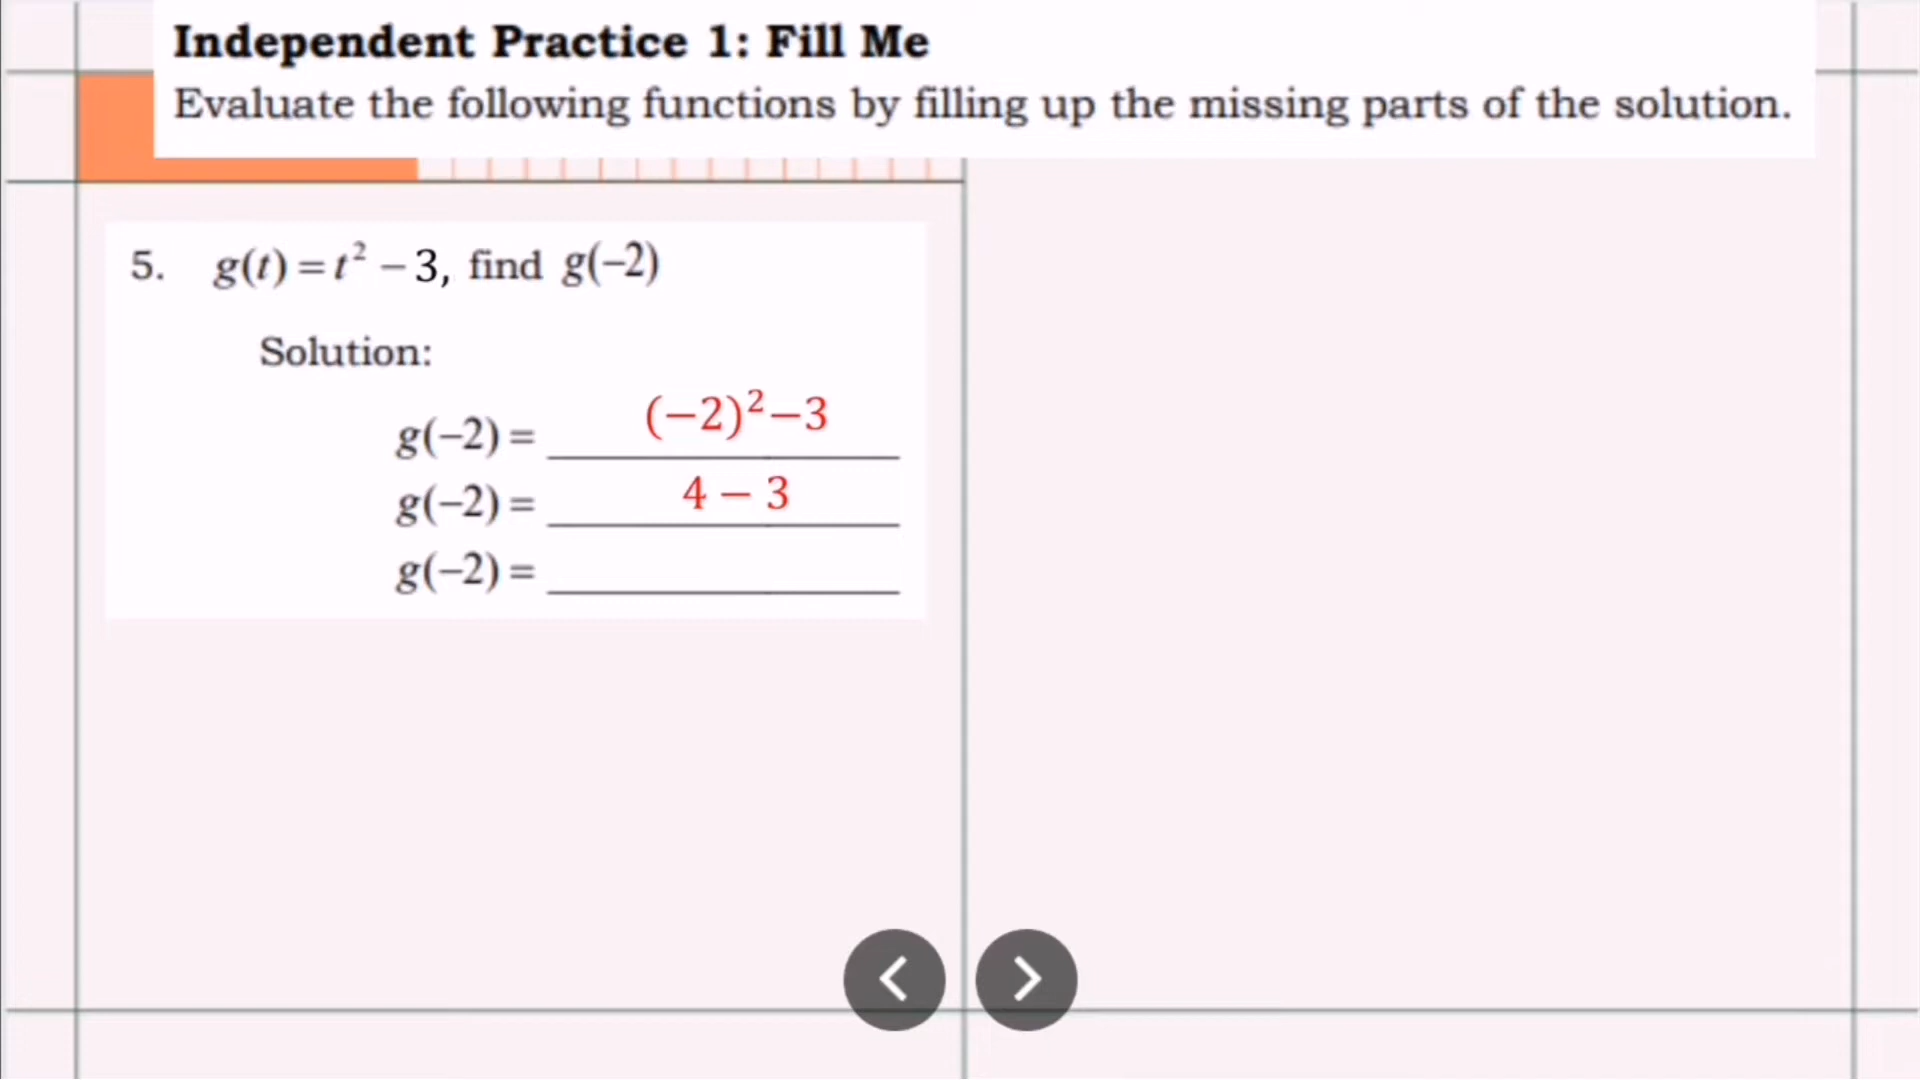 Independent Practice 1: Fill Me
Evaluate the following functions by filling up the missing parts of the solution.
5. g(t) = t² – 3, find g(–2)
Solution:
g(–2) = (−2)²−3
g(–2) = 4 − 3
g(–2) = ________